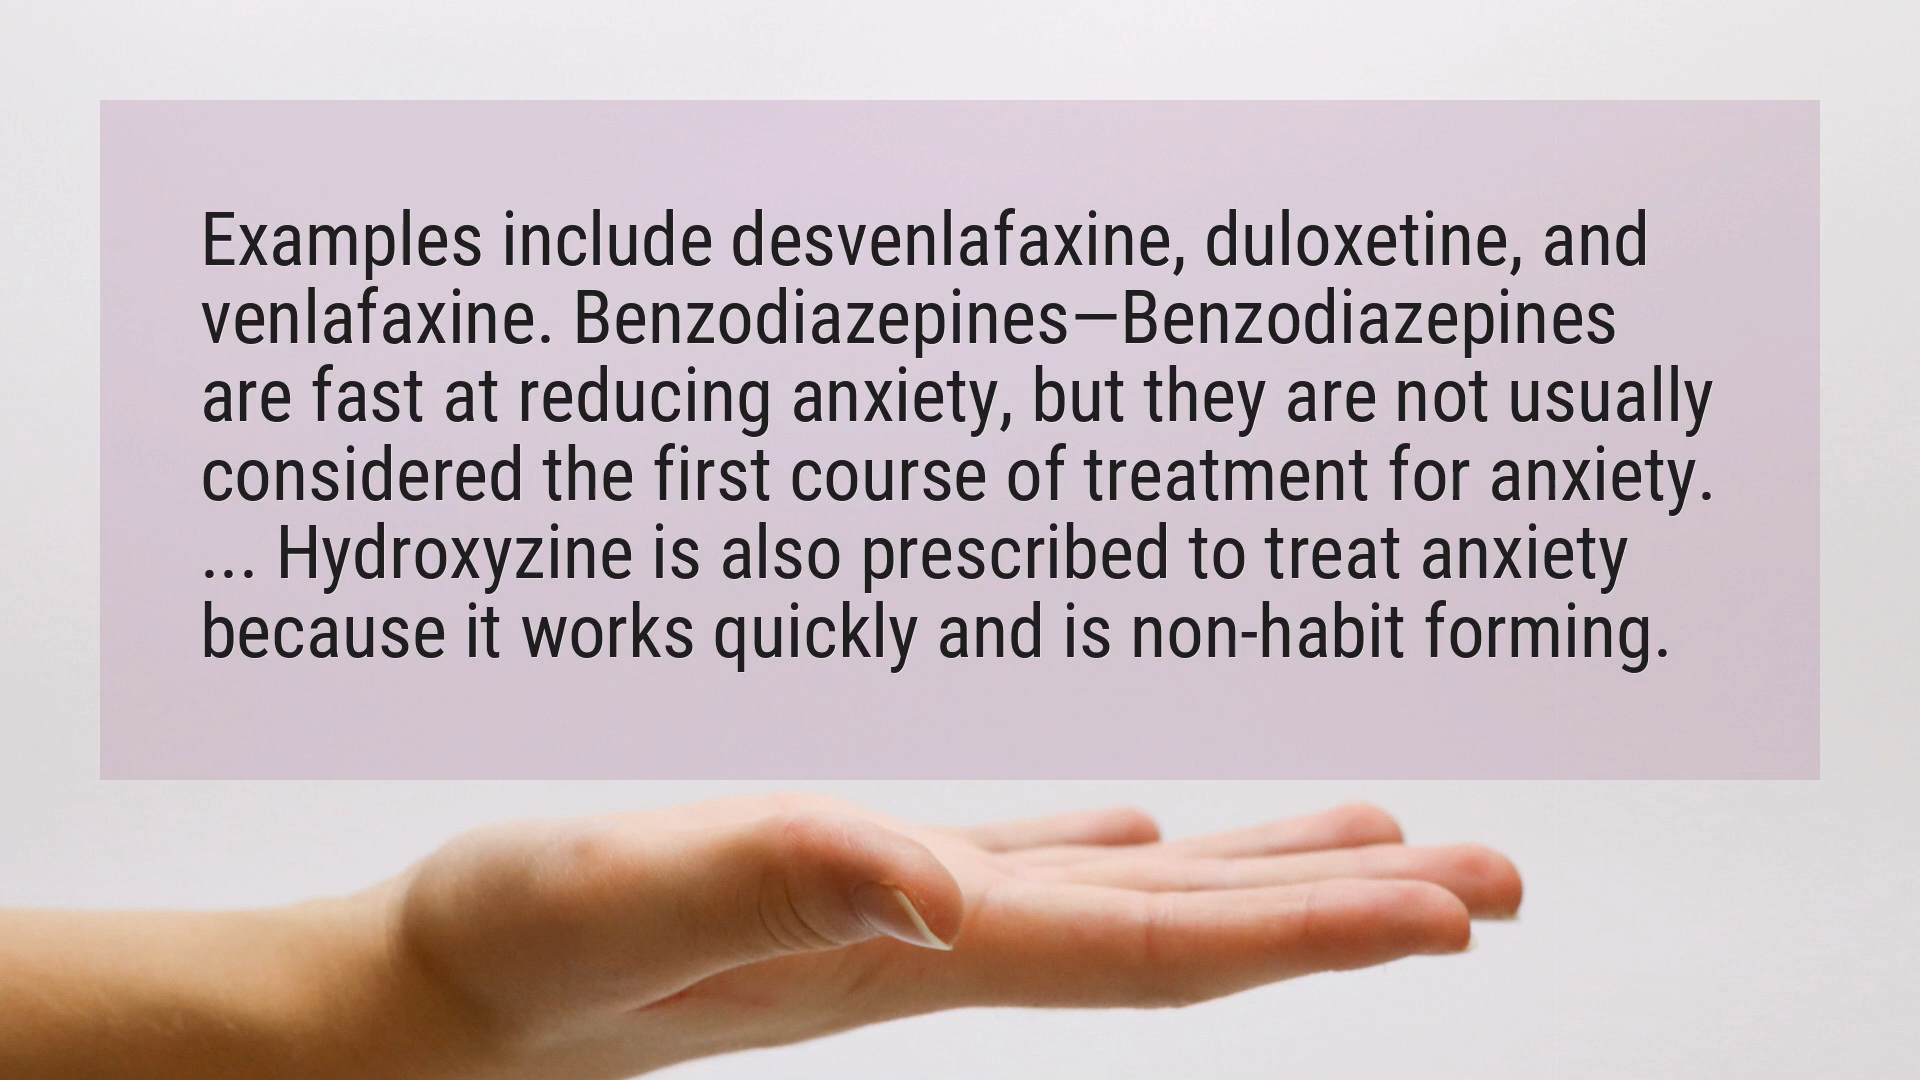 Examples include desvenlafaxine, duloxetine, and
venlafaxine. Benzodiazepines—Benzodiazepines
are fast at reducing anxiety, but they are not usually
considered the first course of treatment for anxiety.
... Hydroxyzine is also prescribed to treat anxiety
because it works quickly and is non-habit forming.